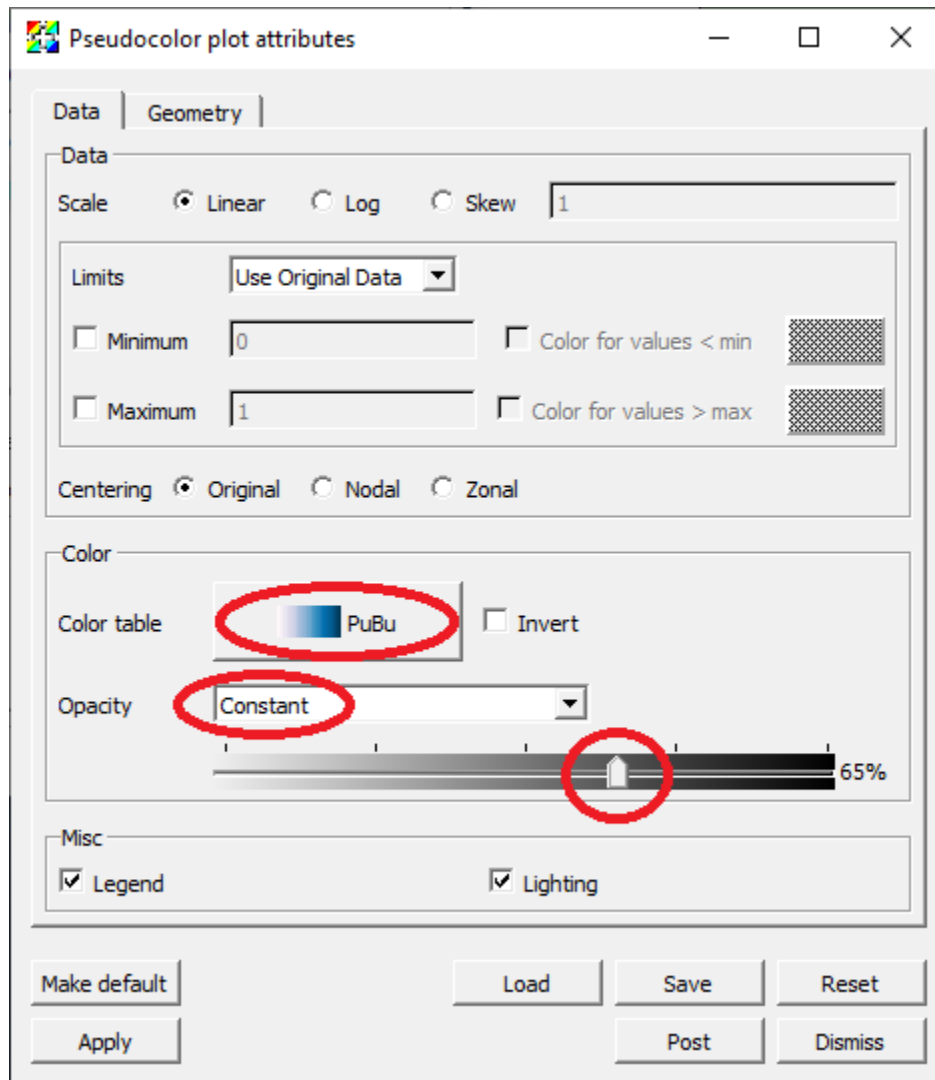 Pseudocolor plot attributes
Data Geometry
Data
Scale Linear Log Skew 1
Limits Use Original Data
Minimum 0 Color for values < min
Maximum 1 Color for values > max
Centering Original Nodal Zonal
Color
Color table PuBu Invert
Opacity Constant
65%
Misc
Legend Lighting
Make default Load Save Reset
Apply Post Dismiss